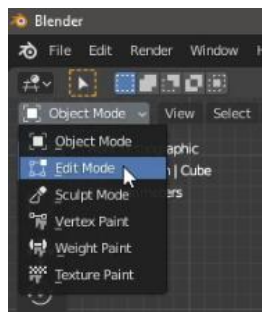 Blender
File Edit Render Window
Object Mode View Select
Object Mode
Edit Mode
| Cube
Sculpt Mode
Vertex Paint
Weight Paint
Texture Paint